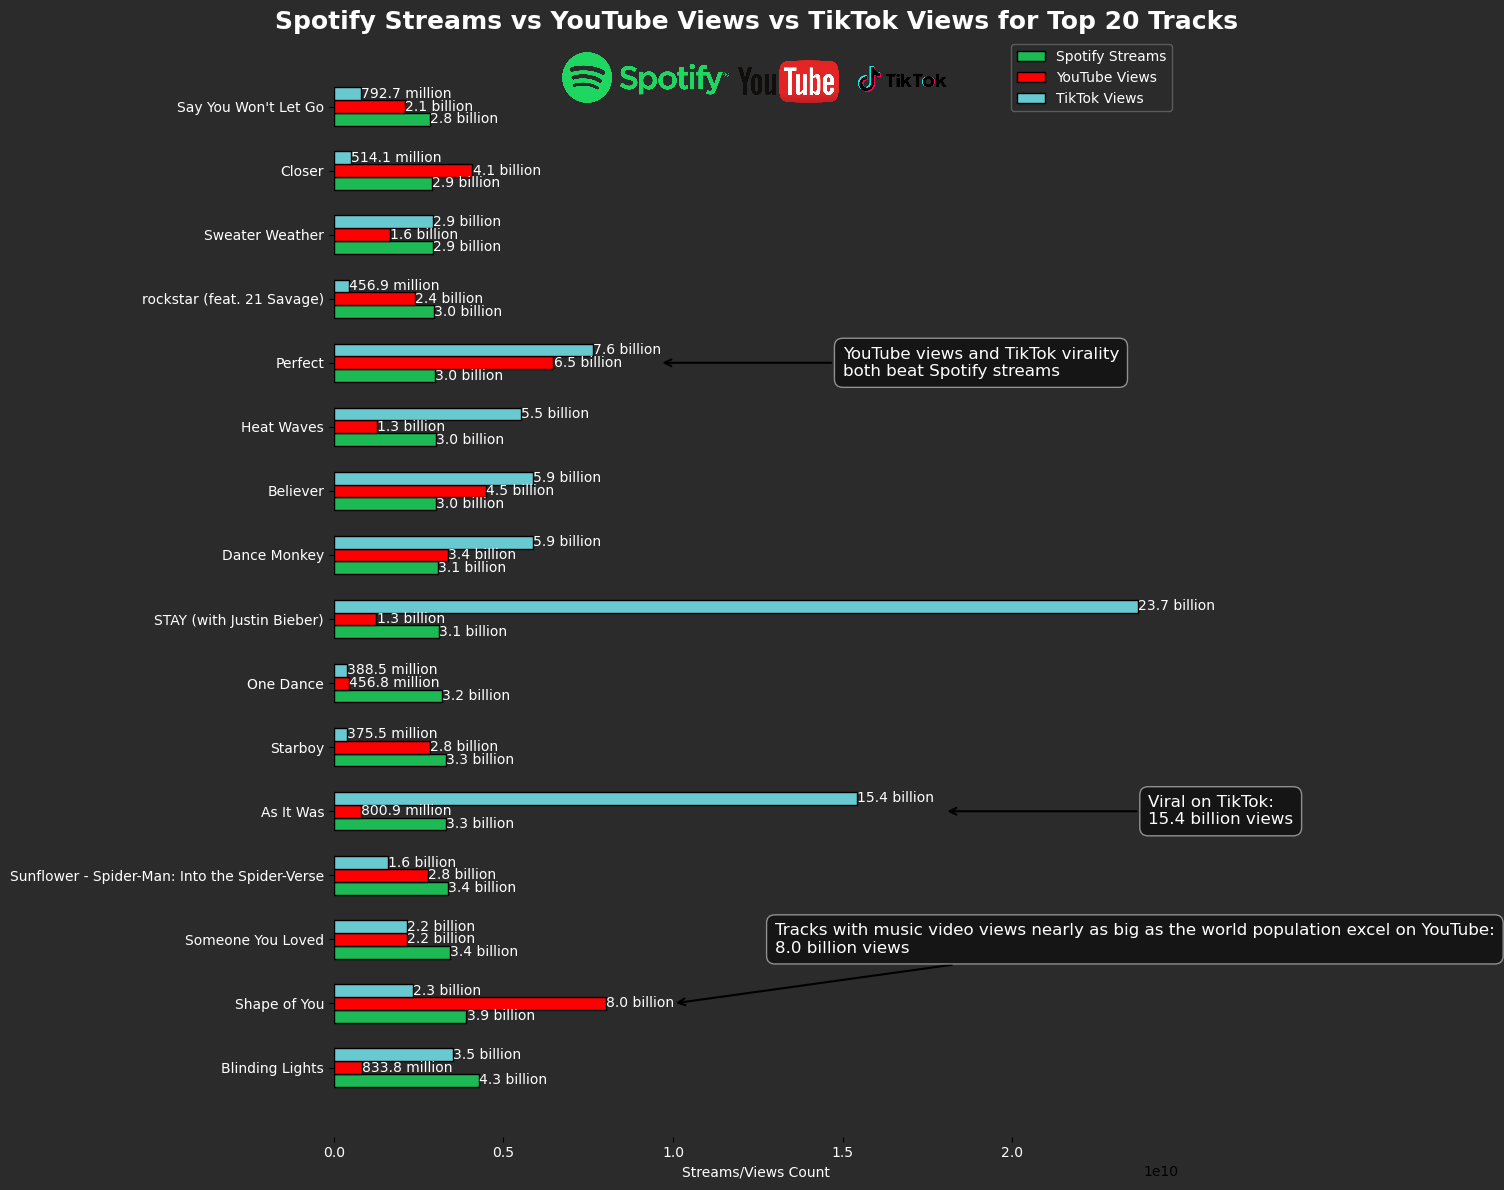 Spotify Streams vs YouTube Views vs TikTok Views for Top 20 Tracks
Spotify
YouTube
TikTok
Spotify Streams
YouTube Views
TikTok Views
Say You Won't Let Go
792.7 million
2.1 billion
2.8 billion
Closer
514.1 million
4.1 billion
2.9 billion
Sweater Weather
2.9 billion
1.6 billion
2.9 billion
rockstar (feat. 21 Savage)
456.9 million
2.4 billion
3.0 billion
Perfect
7.6 billion
6.5 billion
3.0 billion
YouTube views and TikTok virality
both beat Spotify streams
Heat Waves
5.5 billion
1.3 billion
3.0 billion
Believer
5.9 billion
4.5 billion
3.0 billion
Dance Monkey
5.9 billion
3.4 billion
3.1 billion
STAY (with Justin Bieber)
23.7 billion
1.3 billion
3.1 billion
One Dance
388.5 million
456.8 million
3.2 billion
Starboy
375.5 million
2.8 billion
3.3 billion
As It Was
15.4 billion
800.9 million
3.3 billion
Viral on TikTok:
15.4 billion views
Sunflower - Spider-Man: Into the Spider-Verse
1.6 billion
2.8 billion
3.4 billion
Someone You Loved
2.2 billion
2.2 billion
3.4 billion
Tracks with music video views nearly as big as the world population excel on YouTube:
8.0 billion views
Shape of You
2.3 billion
8.0 billion
3.9 billion
Blinding Lights
3.5 billion
833.8 million
4.3 billion
0.0 0.5 1.0 1.5 2.0
Streams/Views Count
1e10